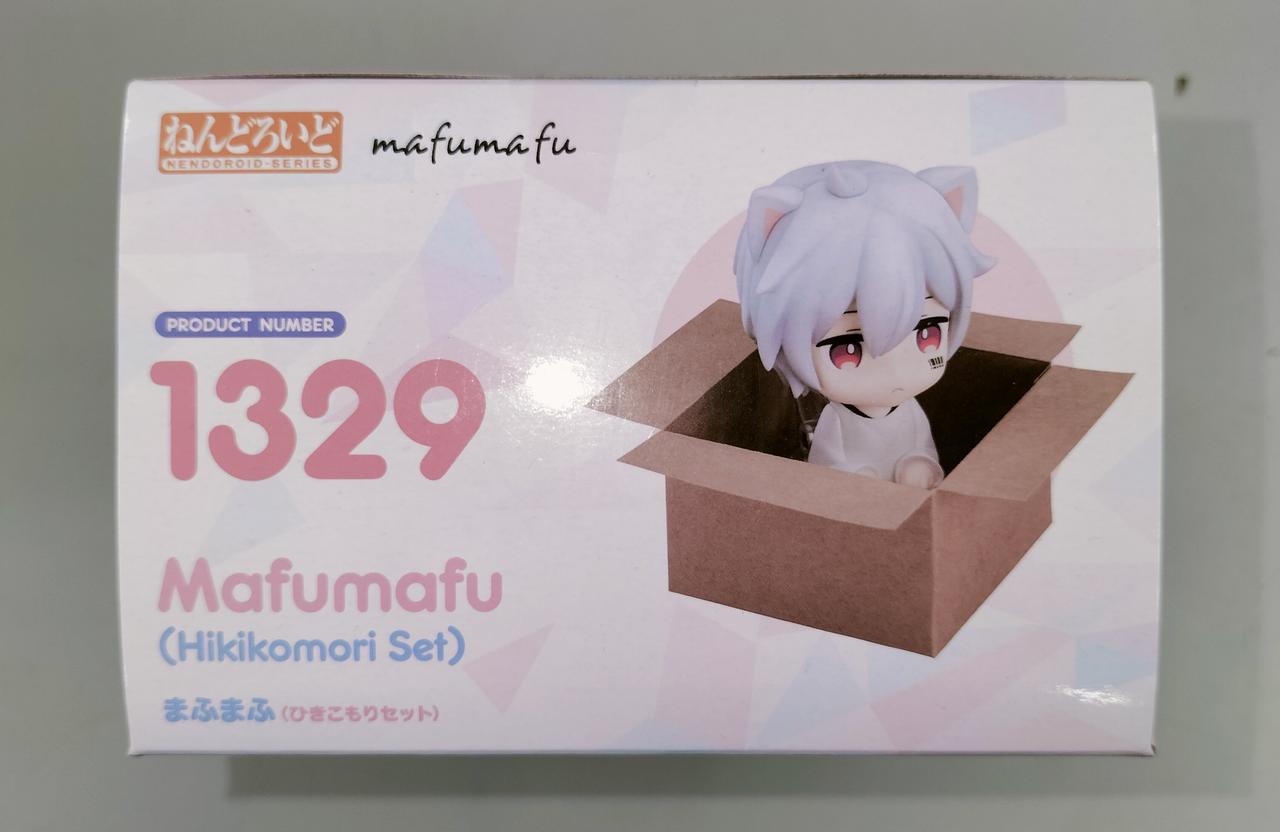 ねんどろいど
NENDOROID-SERIES
mafumafu
PRODUCT NUMBER
1329
Mafumafu
(Hikikomori Set)
まふまふ(ひきこもりセット)